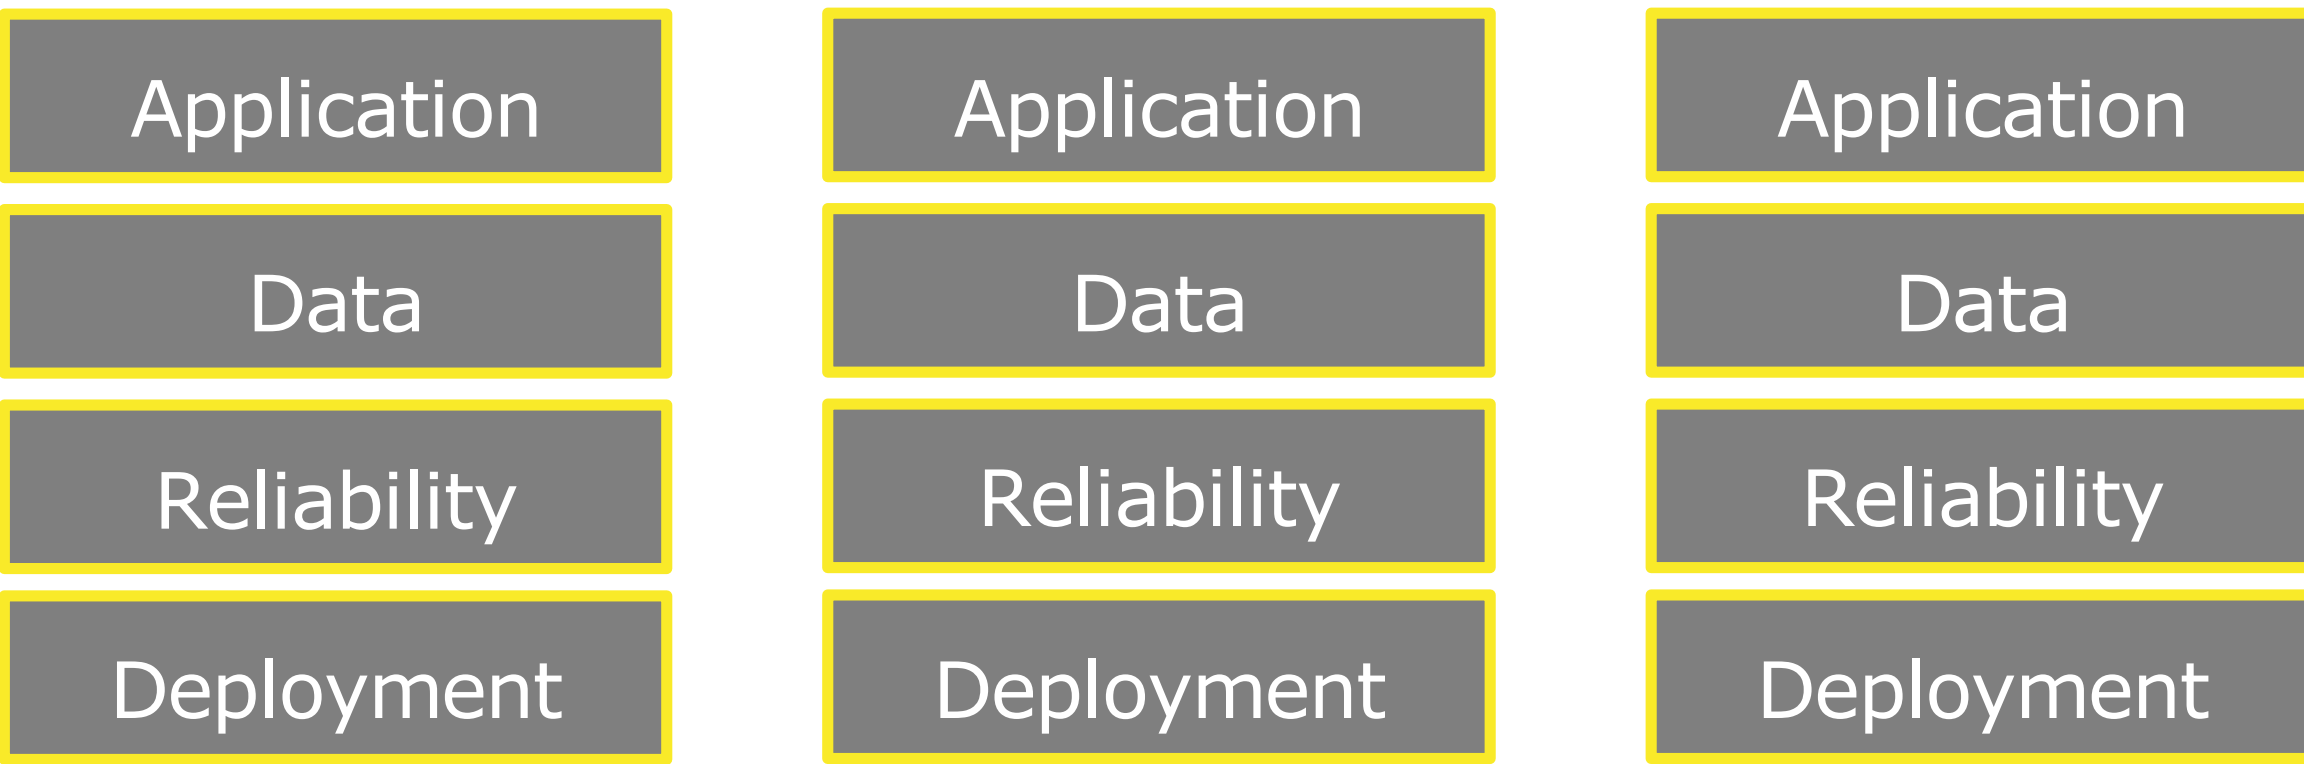 Application Application Application
Data Data Data
Reliability Reliability Reliability
Deployment Deployment Deployment